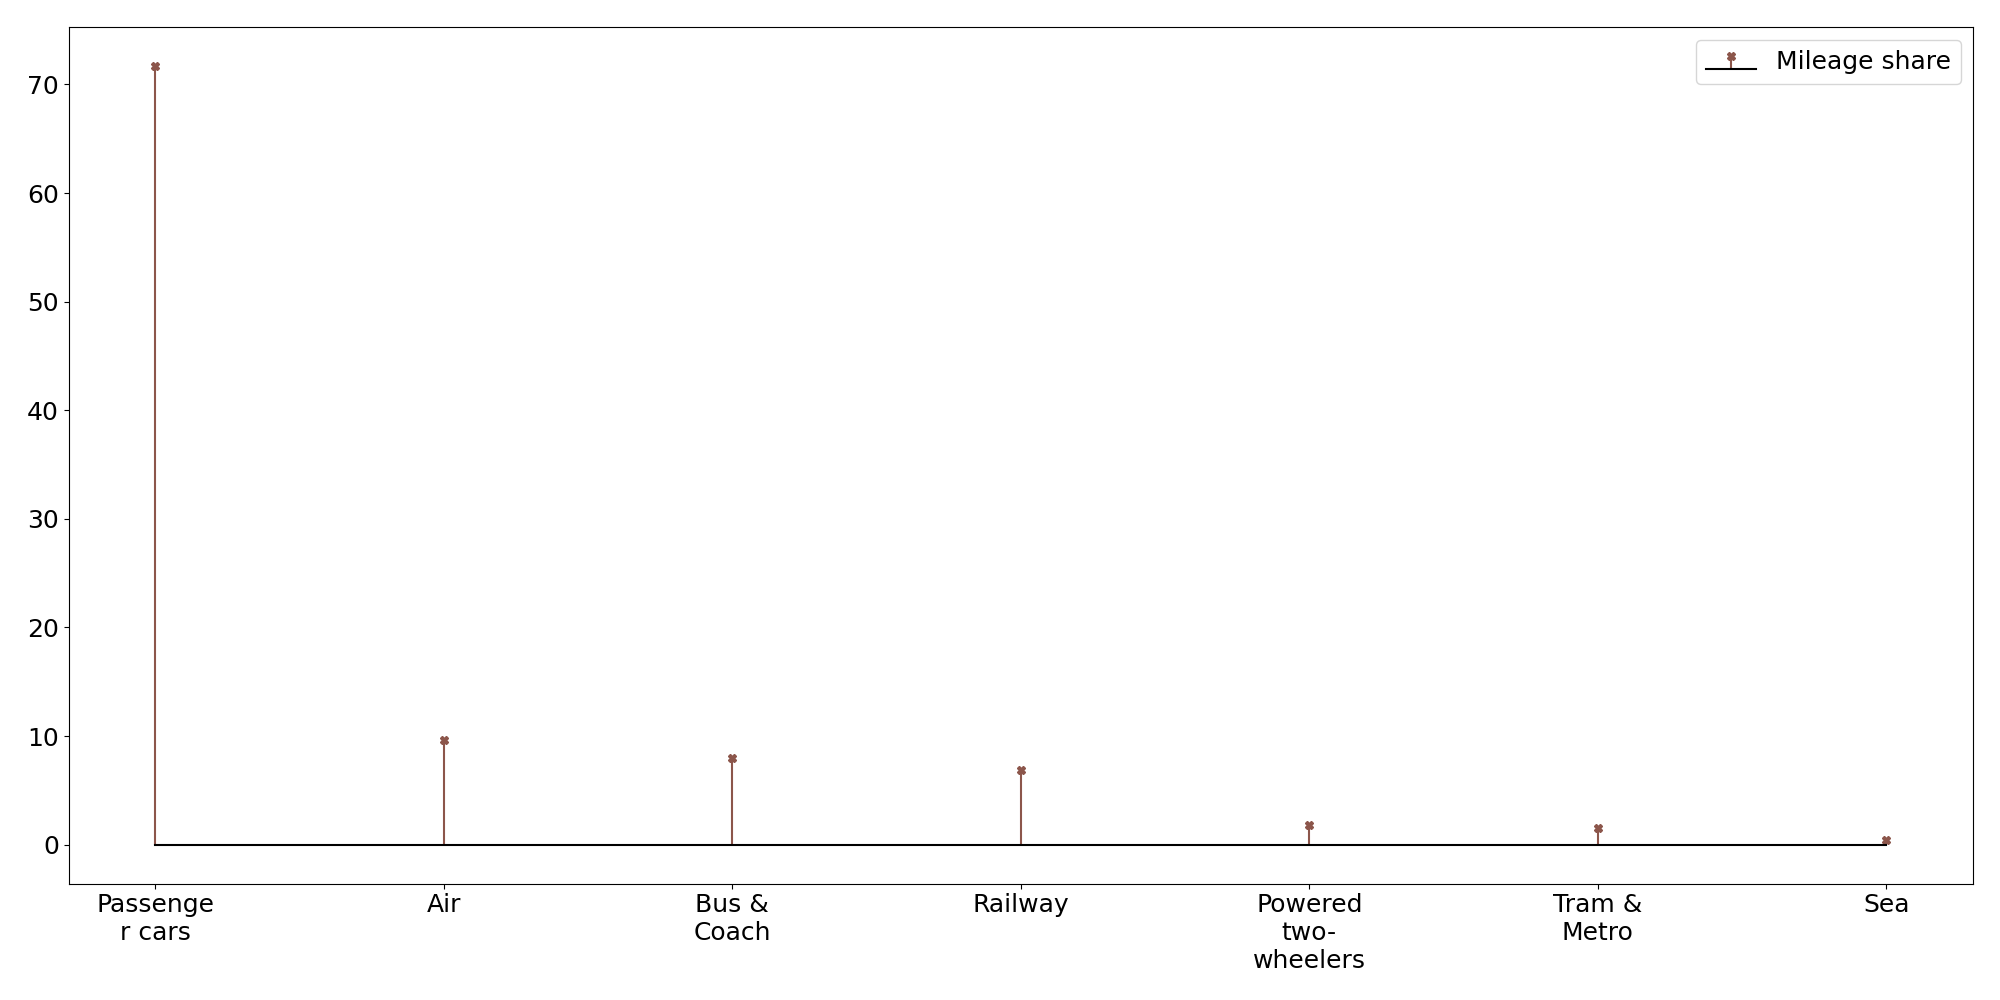 Mileage share
70
60
50
40
30
20
10
0
Passenge
r cars
Air
Bus &
Coach
Railway
Powered
two-
wheelers
Tram &
Metro
Sea